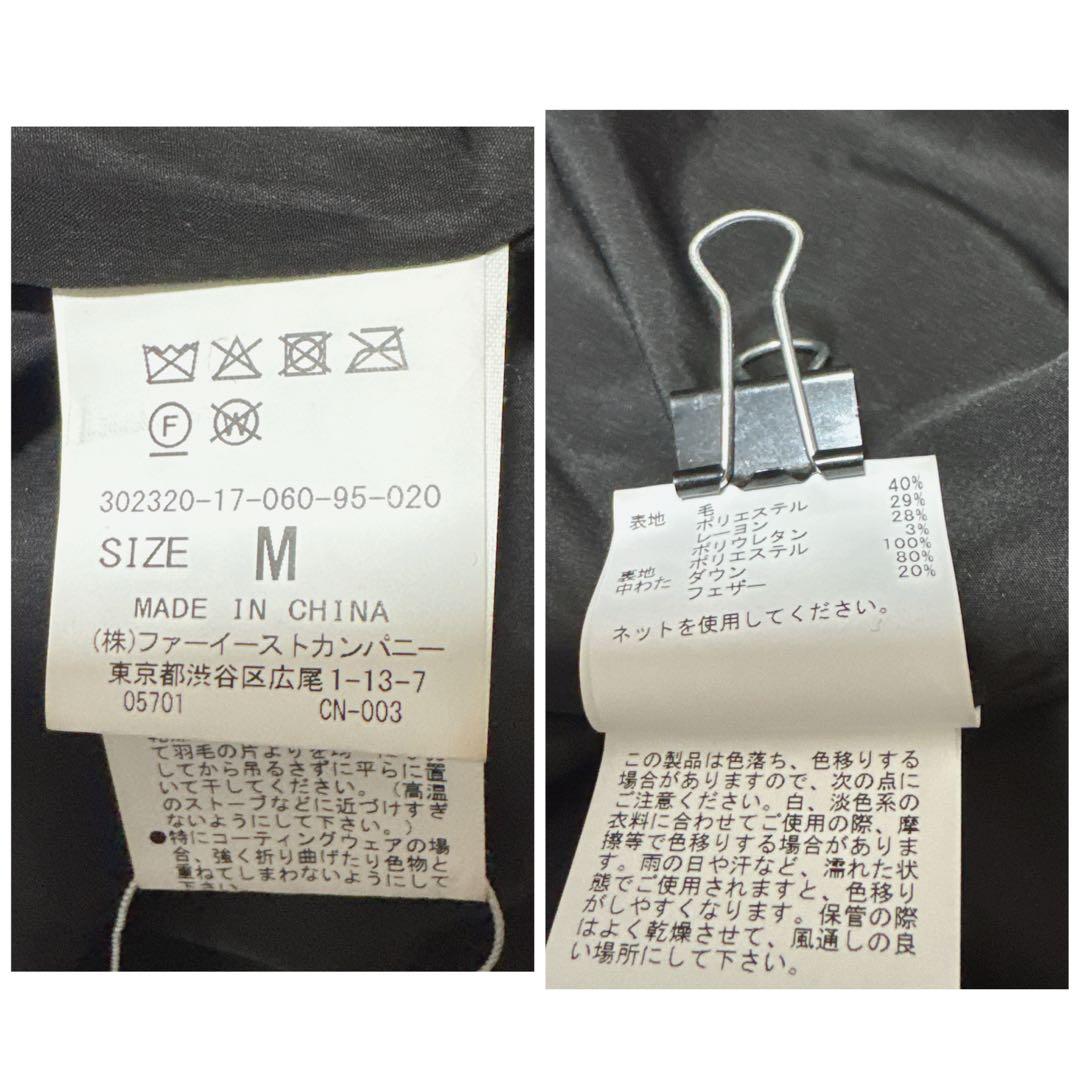 F
W
302320-17-060-95-020
SIZE M
MADE IN CHINA
(株)ファーイーストカンパニー
東京都渋谷区広尾1-13-7
05701 CN-003
て羽毛の片よりを
してから吊るさずに平らに置
いて干してください。(高温
のストーブなどに近づけすぎ
ないようにして下さい。)
●特にコーティングウェアの場
合、強く折り曲げたり色物と
重ねてしまわないようにして
下さい。
表地 毛 40%
ポリエステル 29%
レーヨン 28%
ポリウレタン 3%
裏地 ポリエステル 100%
中わた ダウン 80%
フェザー 20%
ネットを使用してください。
この製品は色落ち、色移りする
場合がありますので、次の点に
ご注意ください。白、淡色系の
衣料に合わせてご使用の際、摩
擦等で色移りする場合がありま
す。雨の日や汗など、濡れた状
態でご使用されますと、色移り
がしやすくなります。保管の際
はよく乾燥させて、風通しの良
い場所にして下さい。